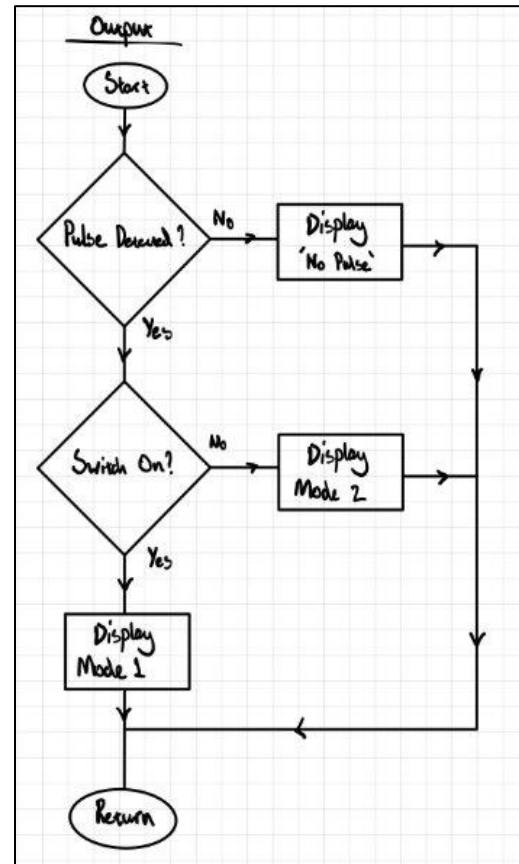 Output
Start
Pulse Detected?
No
Display
'No Pulse'
Yes
Switch On?
No
Display
Mode 2
Yes
Display
Mode 1
Return